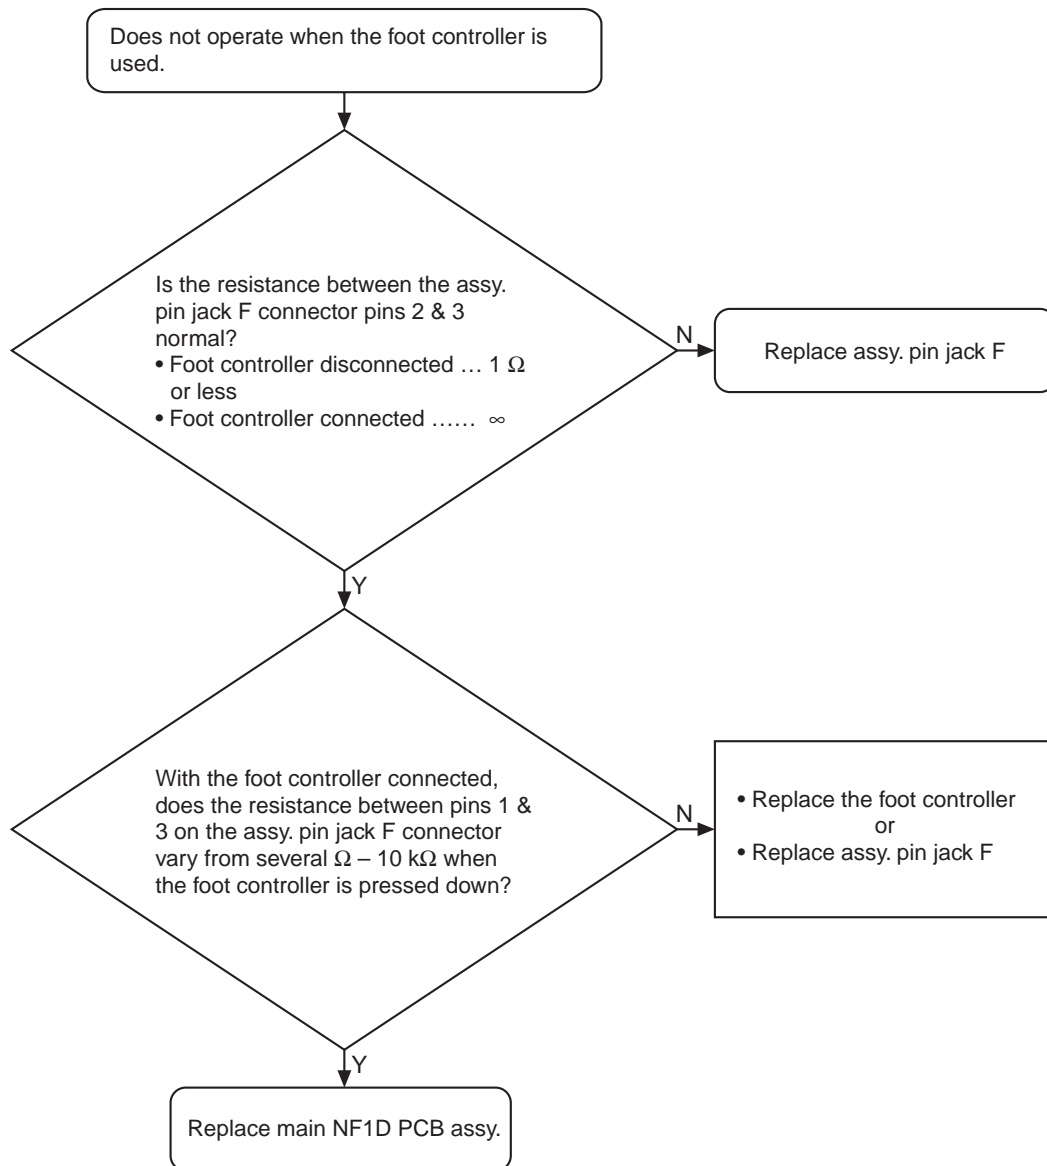 Does not operate when the foot controller is
used.
Is the resistance between the assy.
pin jack F connector pins 2 & 3
normal?
• Foot controller disconnected … 1 Ω
or less
• Foot controller connected …… ∞
N
Replace assy. pin jack F
Y
With the foot controller connected,
does the resistance between pins 1 &
3 on the assy. pin jack F connector
vary from several Ω – 10 kΩ when
the foot controller is pressed down?
N
• Replace the foot controller
or
• Replace assy. pin jack F
Y
Replace main NF1D PCB assy.